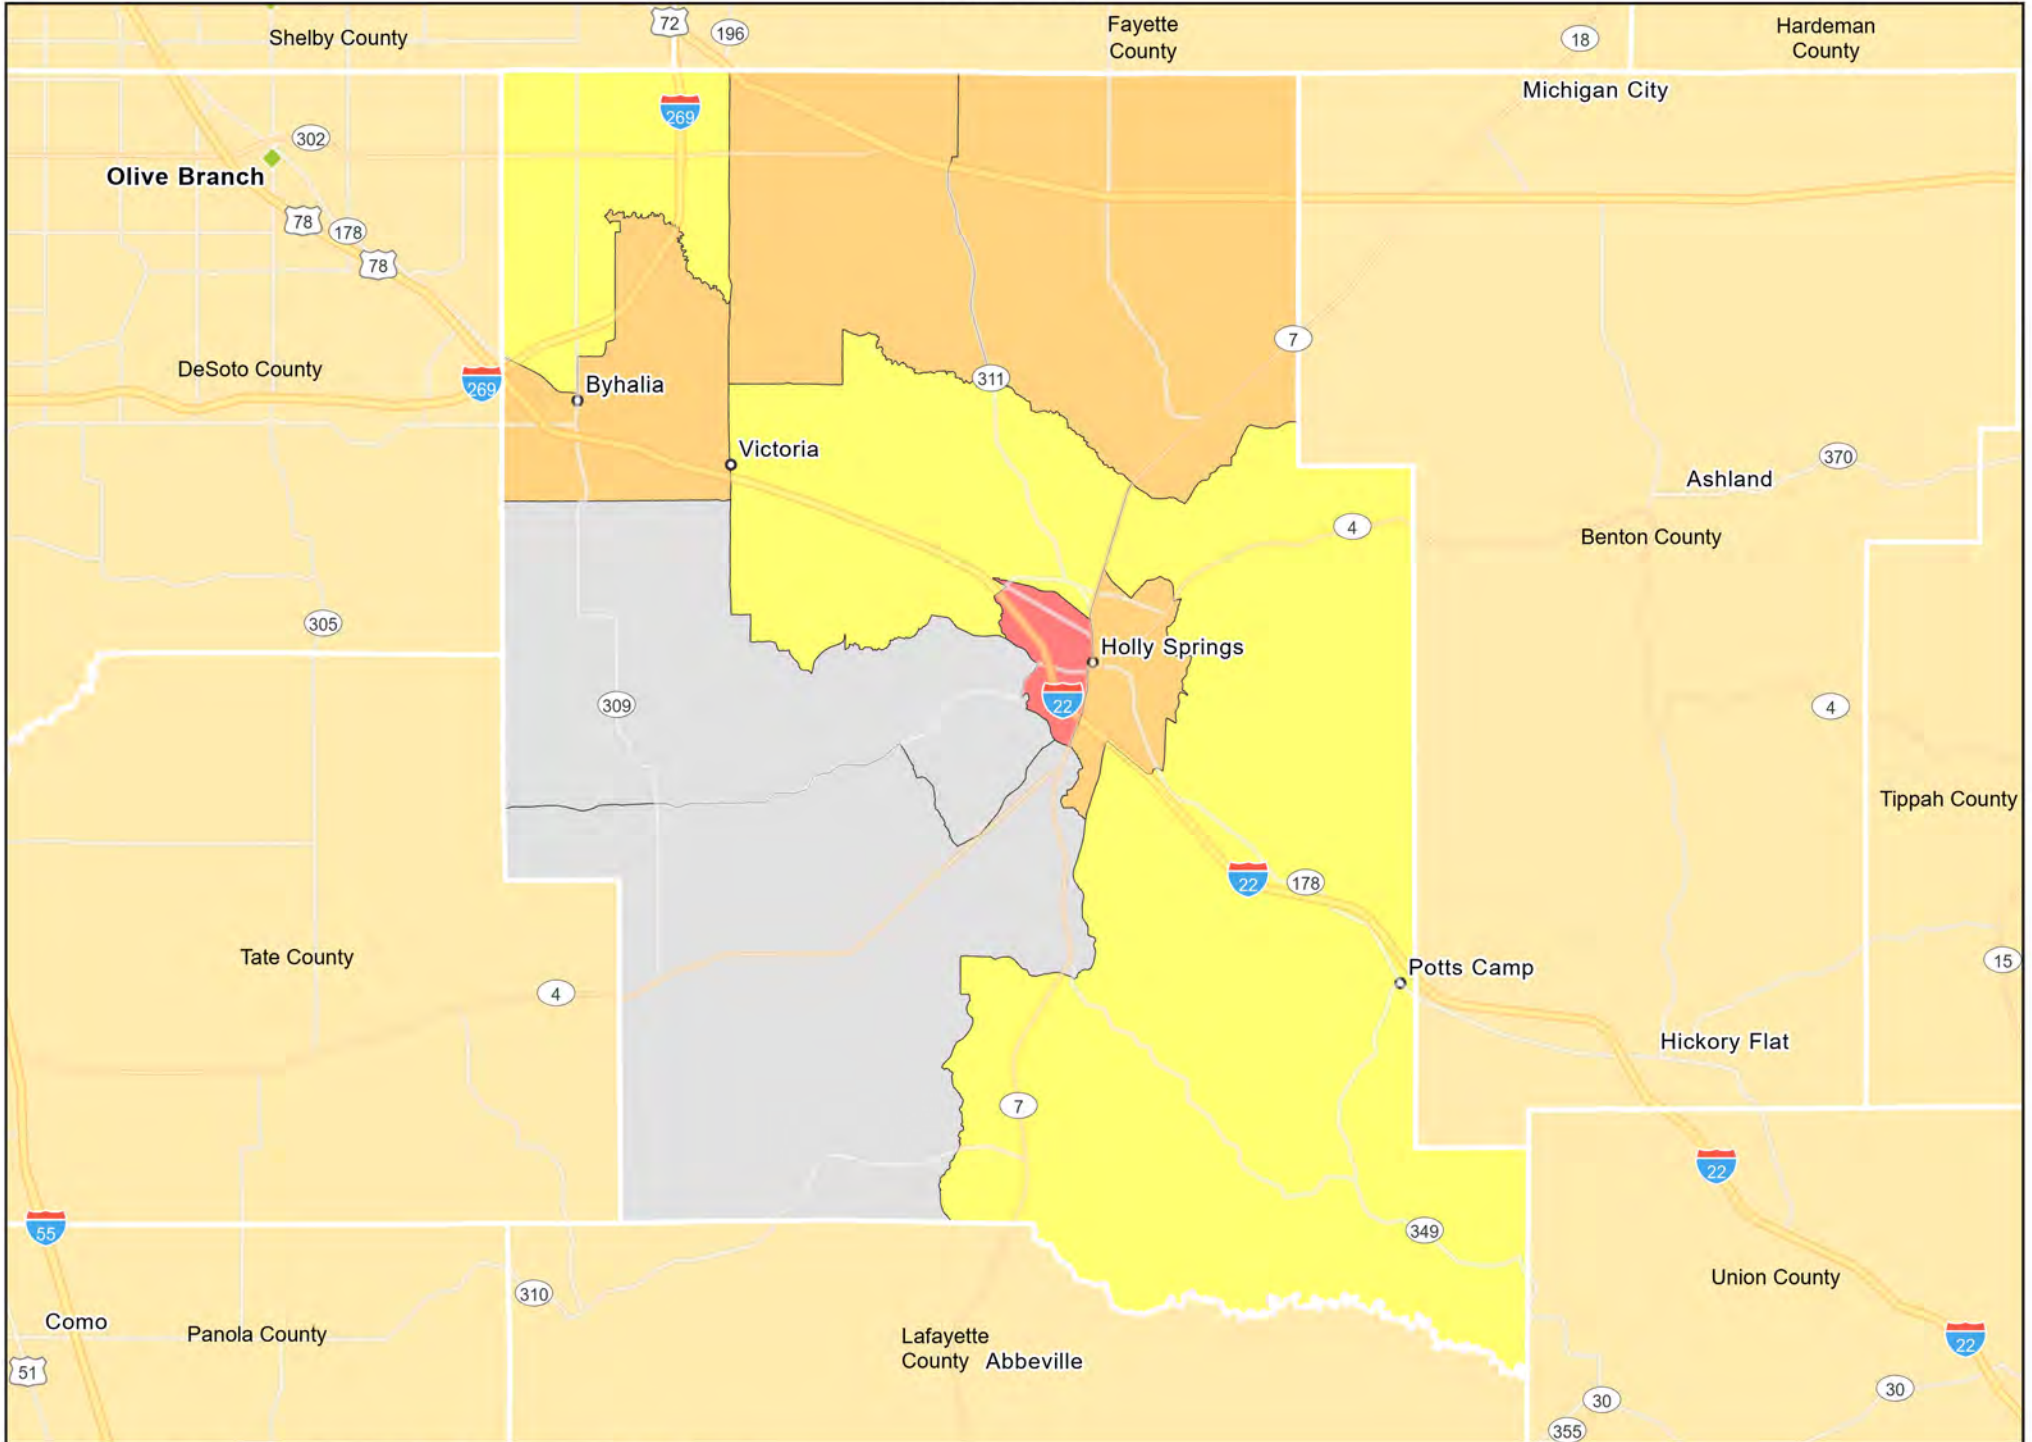 Shelby County
72
196
Fayette
County
18
Hardeman
County
Michigan City
269
302
Olive Branch
78
178
78
7
DeSoto County
269
Byhalia
311
Victoria
370
Ashland
4
Benton County
305
Holly Springs
309
22
4
Tippah County
22
178
Tate County
4
Potts Camp
15
Hickory Flat
7
22
55
349
310
Union County
Como
Panola County
Lafayette
County
Abbeville
22
51
30
30
355